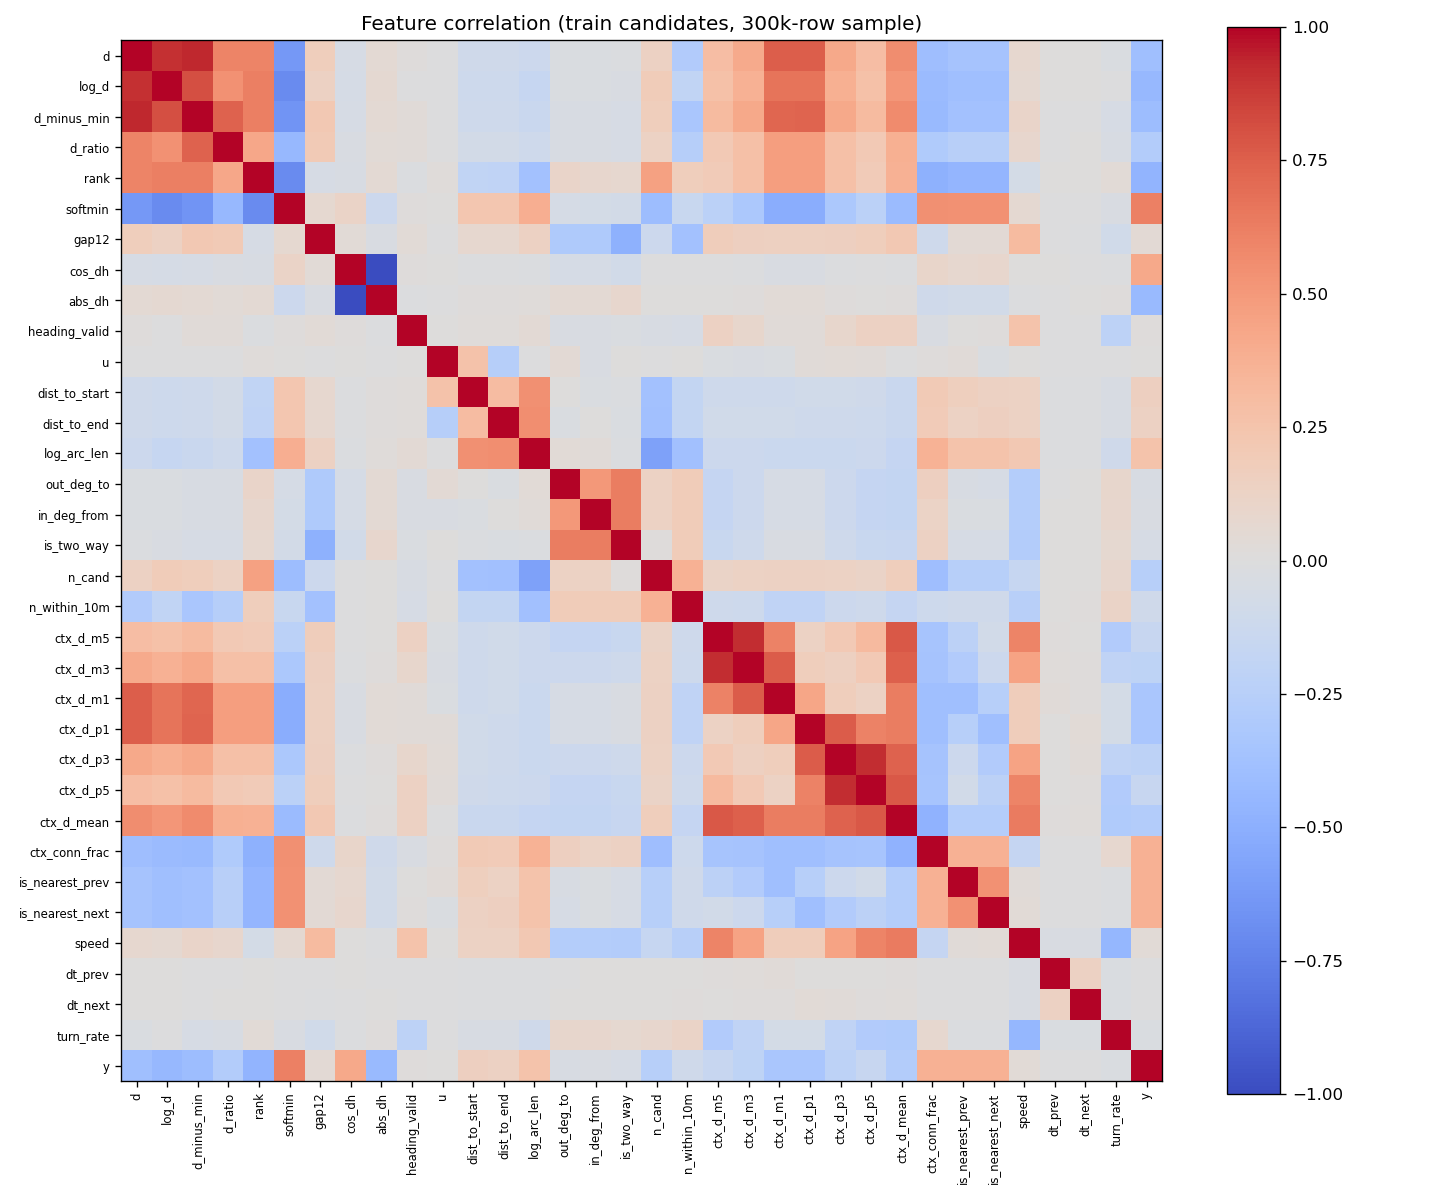 Feature correlation (train candidates, 300k-row sample)
d
log_d
d_minus_min
d_ratio
rank
softmin
gap12
cos_dh
abs_dh
heading_valid
u
dist_to_start
dist_to_end
log_arc_len
out_deg_to
in_deg_from
is_two_way
n_cand
n_within_10m
ctx_d_m5
ctx_d_m3
ctx_d_m1
ctx_d_p1
ctx_d_p3
ctx_d_p5
ctx_d_mean
ctx_conn_frac
is_nearest_prev
is_nearest_next
speed
dt_prev
dt_next
turn_rate
y
d
log_d
d_minus_min
d_ratio
rank
softmin
gap12
cos_dh
abs_dh
heading_valid
u
dist_to_start
dist_to_end
log_arc_len
out_deg_to
in_deg_from
is_two_way
n_cand
n_within_10m
ctx_d_m5
ctx_d_m3
ctx_d_m1
ctx_d_p1
ctx_d_p3
ctx_d_p5
ctx_d_mean
ctx_conn_frac
is_nearest_prev
is_nearest_next
speed
dt_prev
dt_next
turn_rate
y
1.00
0.75
0.50
0.25
0.00
−0.25
−0.50
−0.75
−1.00